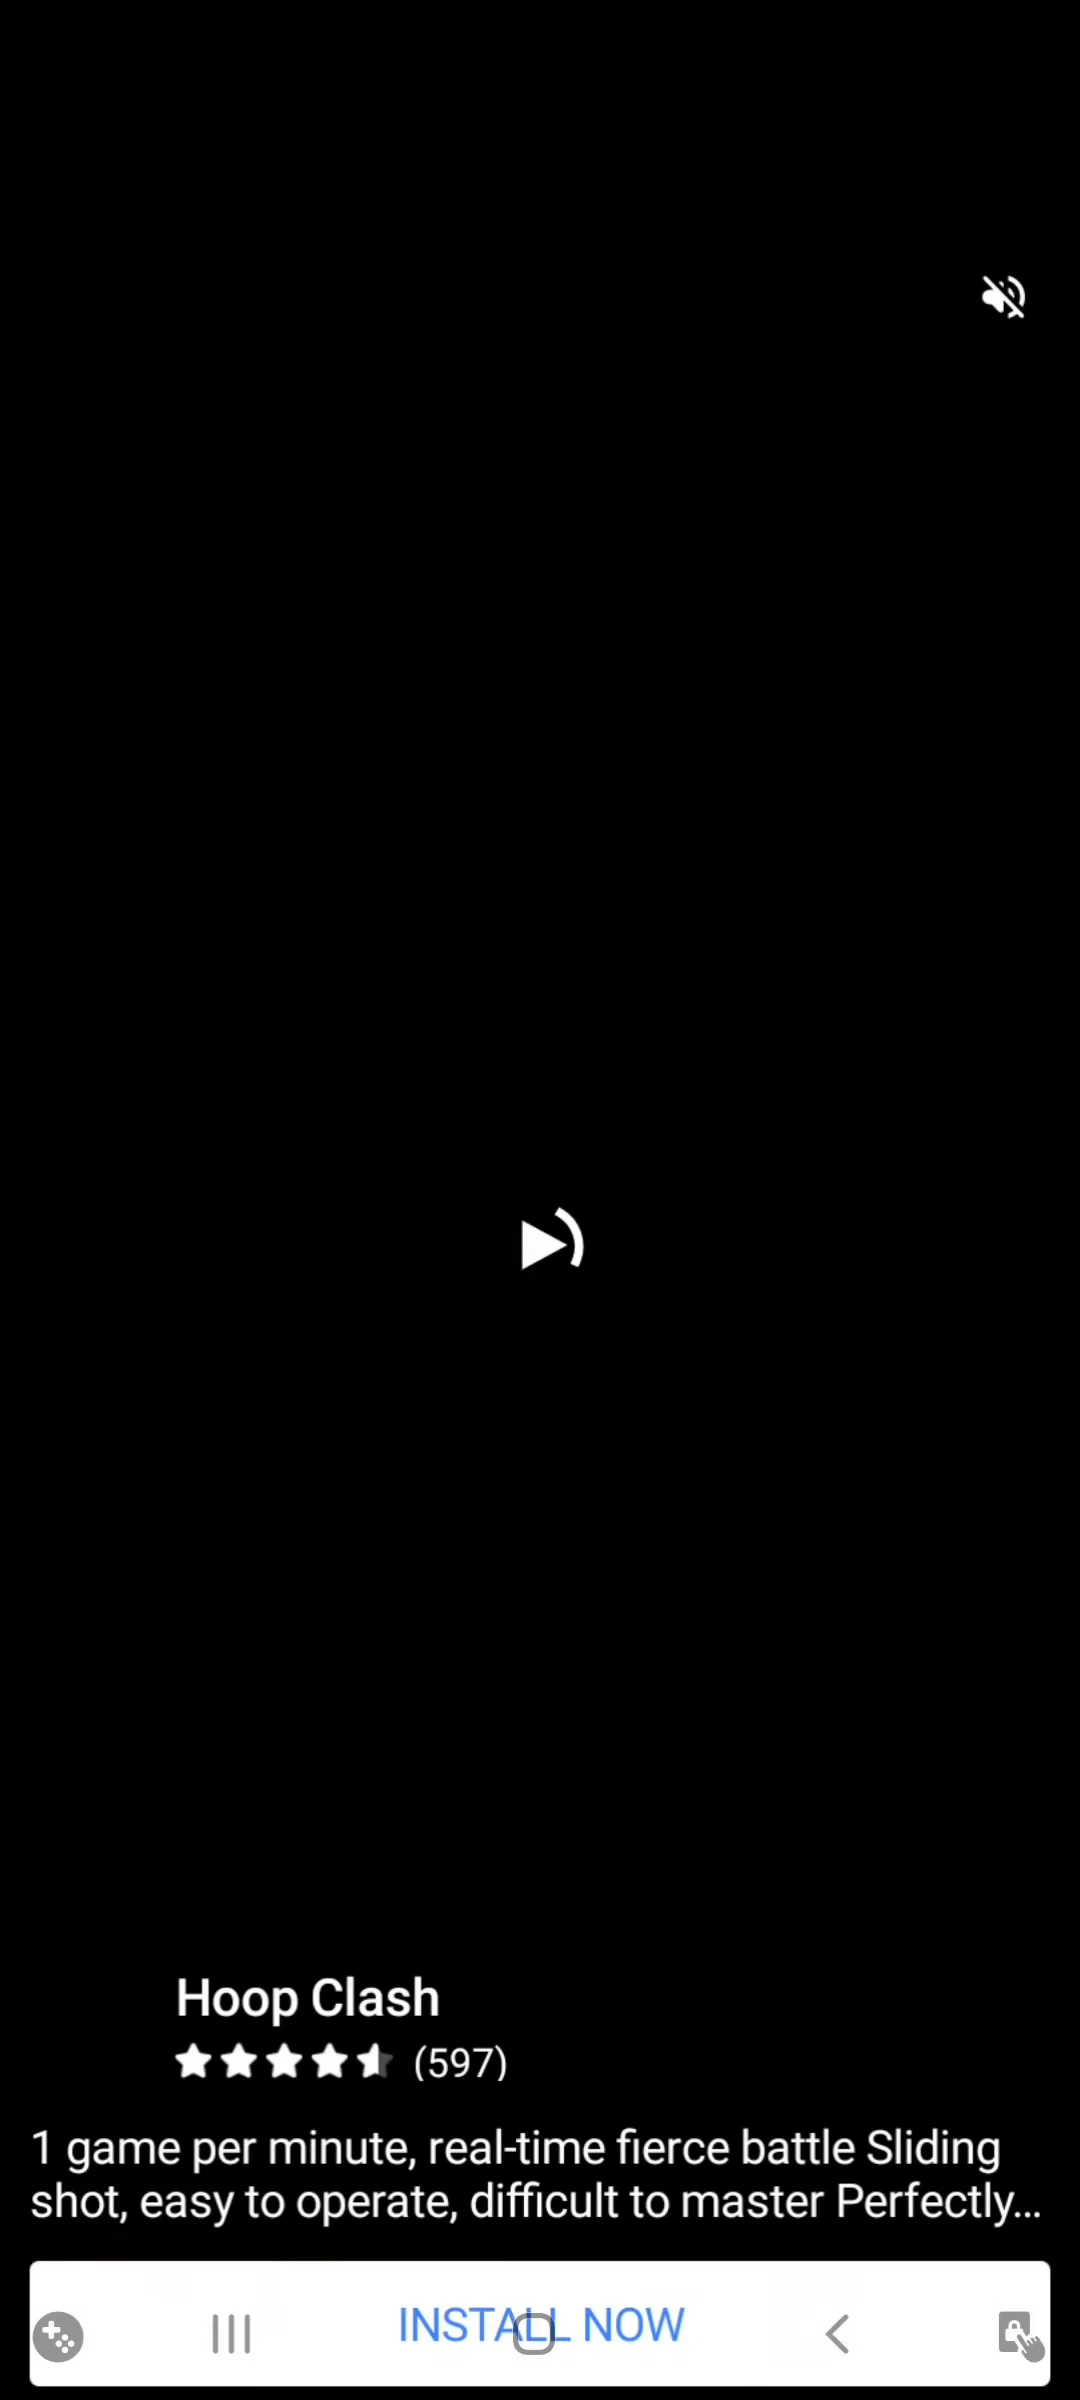 Hoop Clash
(597)
1 game per minute, real-time fierce battle Sliding
shot, easy to operate, difficult to master Perfectly...
INSTALL NOW